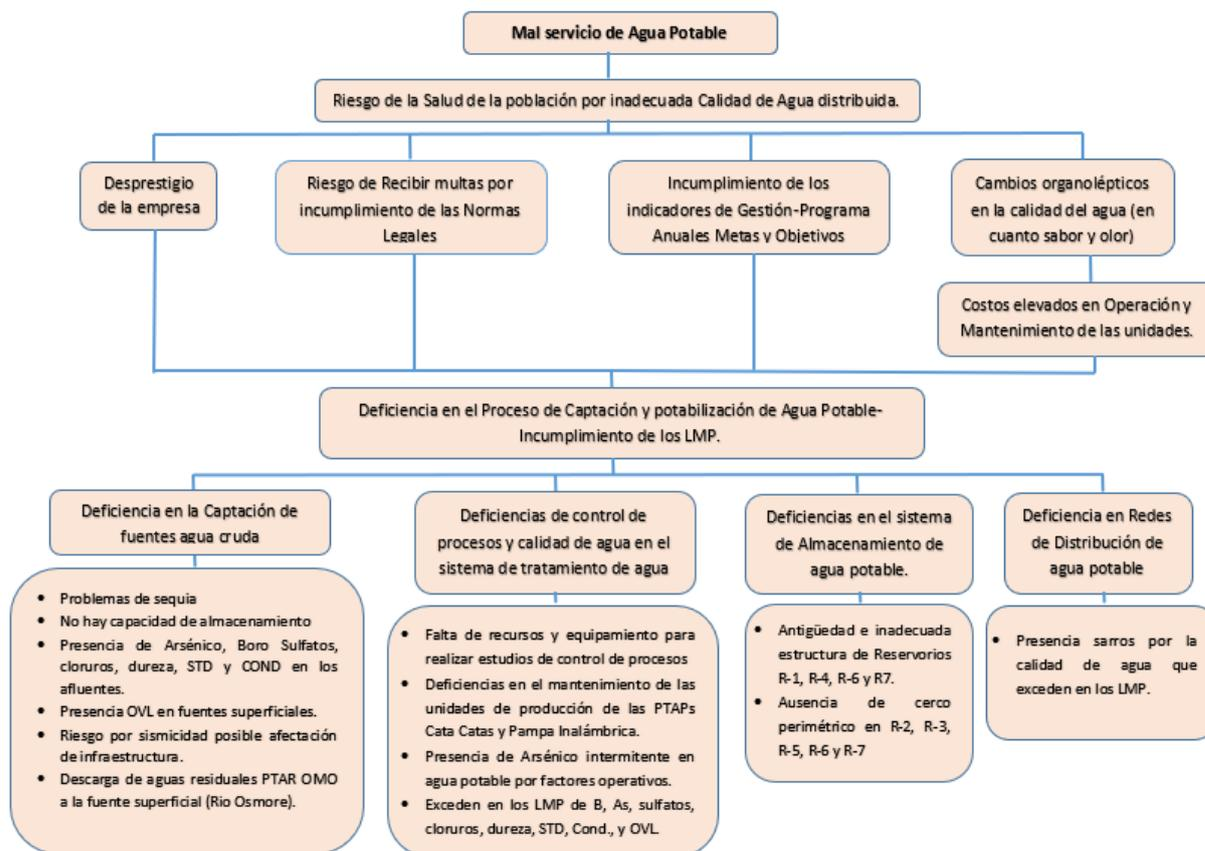 Mal servicio de Agua Potable
Riesgo de la Salud de la población por inadecuada Calidad de Agua distribuida.
Desprestigio
de la empresa
Riesgo de Recibir multas por
incumplimiento de las Normas
Legales
Incumplimiento de los
indicadores de Gestión-Programa
Anuales Metas y Objetivos
Cambios organolépticos
en la calidad del agua (en
cuanto sabor y olor)
Costos elevados en Operación y
Mantenimiento de las unidades.
Deficiencia en el Proceso de Captación y potabilización de Agua Potable-
Incumplimiento de los LMP.
Deficiencia en la Captación de
fuentes agua cruda
• Problemas de sequia
• No hay capacidad de almacenamiento
• Presencia de Arsénico, Boro Sulfatos,
cloruros, dureza, STD y COND en los
afluentes.
• Presencia OVL en fuentes superficiales.
• Riesgo por sismicidad posible afectación
de infraestructura.
• Descarga de aguas residuales PTAR OMO
a la fuente superficial (Rio Osmore).
Deficiencias de control de
procesos y calidad de agua en el
sistema de tratamiento de agua
• Falta de recursos y equipamiento para
realizar estudios de control de procesos
• Deficiencias en el mantenimiento de las
unidades de producción de las PTAPs
Cata Catas y Pampa Inalámbrica.
• Presencia de Arsénico intermitente en
agua potable por factores operativos.
• Exceden en los LMP de B, As, sulfatos,
cloruros, dureza, STD, Cond., y OVL.
Deficiencias en el sistema
de Almacenamiento de
agua potable.
• Antigüedad e inadecuada
estructura de Reservorios
R-1, R-4, R-6 y R7.
• Ausencia de cerco
perimétrico en R-2, R-3,
R-5, R-6 y R-7
Deficiencia en Redes
de Distribución de
agua potable
• Presencia sarros por la
calidad de agua que
exceden en los LMP.